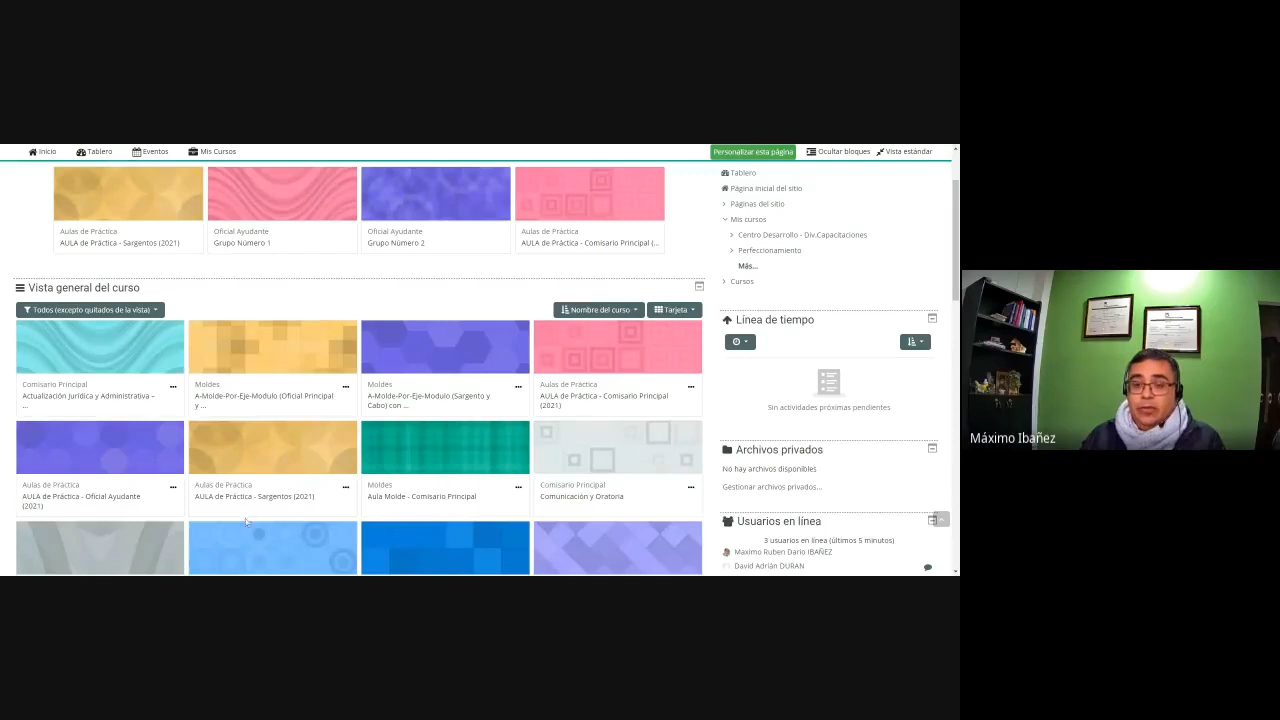 Inicio
Tablero
Eventos
Mis Cursos
Personalizar esta página
Ocultar bloques
Vista estándar
Aulas de Práctica
AULA de Práctica - Sargentos (2021)
Oficial Ayudante
Grupo Número 1
Oficial Ayudante
Grupo Número 2
Aulas de Práctica
AULA de Práctica - Comisario Principal (...
Vista general del curso
Todos (excepto quitados de la vista)
Nombre del curso
Tarjeta
Comisario Principal
Actualización Jurídica y Administrativa –
...
Moldes
A-Molde-Por-Eje-Modulo (Oficial Principal
y ...
Moldes
A-Molde-Por-Eje-Modulo (Sargento y
Cabo) con ...
Aulas de Práctica
AULA de Práctica - Comisario Principal
(2021)
Aulas de Práctica
AULA de Práctica - Oficial Ayudante
(2021)
Aulas de Práctica
AULA de Práctica - Sargentos (2021)
Moldes
Aula Molde - Comisario Principal
Comisario Principal
Comunicación y Oratoria
Tablero
Página inicial del sitio
Páginas del sitio
Mis cursos
Centro Desarrollo - Div.Capacitaciones
Perfeccionamiento
Más...
Cursos
Línea de tiempo
Sin actividades próximas pendientes
Archivos privados
No hay archivos disponibles
Gestionar archivos privados...
Usuarios en línea
3 usuarios en línea (últimos 5 minutos)
Maximo Ruben Dario IBAÑEZ
David Adrián DURAN
Máximo Ibañez